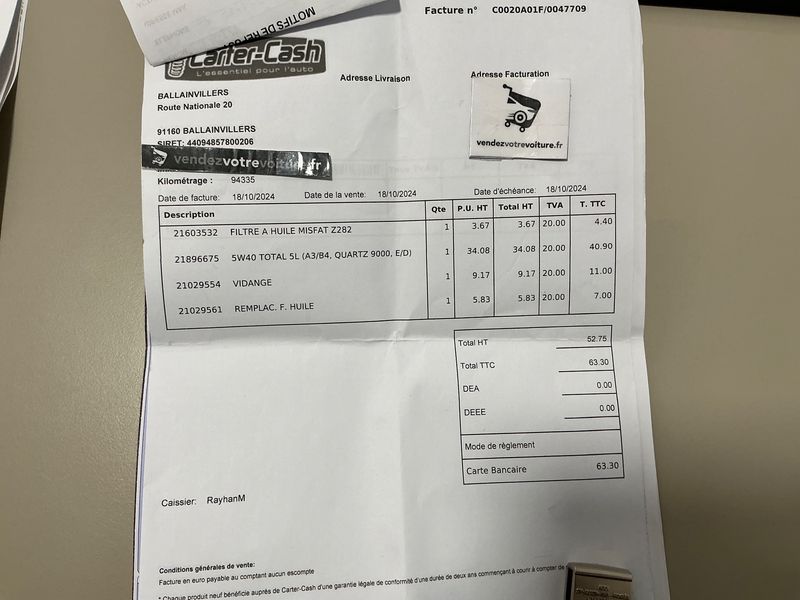 MOTIFS DE
Facture n° C0020A01F/0047709
Carter-Cash
L'essentiel pour l'auto
Adresse Livraison
Adresse Facturation
BALLAINVILLERS
Route Nationale 20
vendezvotrevoiture.fr
91160 BALLAINVILLERS
SIRET: 44094857800206
vendezvotrevoiture.fr
Kilométrage : 94335
Date de facture: 18/10/2024 Date de la vente: 18/10/2024 Date d'échéance: 18/10/2024
Description Qte P.U. HT Total HT TVA T. TTC
21603532 FILTRE A HUILE MISFAT Z282 1 3.67 3.67 20.00 4.40
21896675 5W40 TOTAL 5L (A3/B4, QUARTZ 9000, E/D) 1 34.08 34.08 20.00 40.90
21029554 VIDANGE 1 9.17 9.17 20.00 11.00
21029561 REMPLAC. F. HUILE 1 5.83 5.83 20.00 7.00
Total HT 52.75
Total TTC 63.30
DEA 0.00
DEEE 0.00
Mode de règlement
Carte Bancaire 63.30
Caissier: RayhanM
Conditions générales de vente:
Facture en euro payable au comptant aucun escompte
* Chaque produit neuf bénéficie auprès de Carter-Cash d'une garantie légale de conformité d'une durée de deux ans commençant à courir à compter de